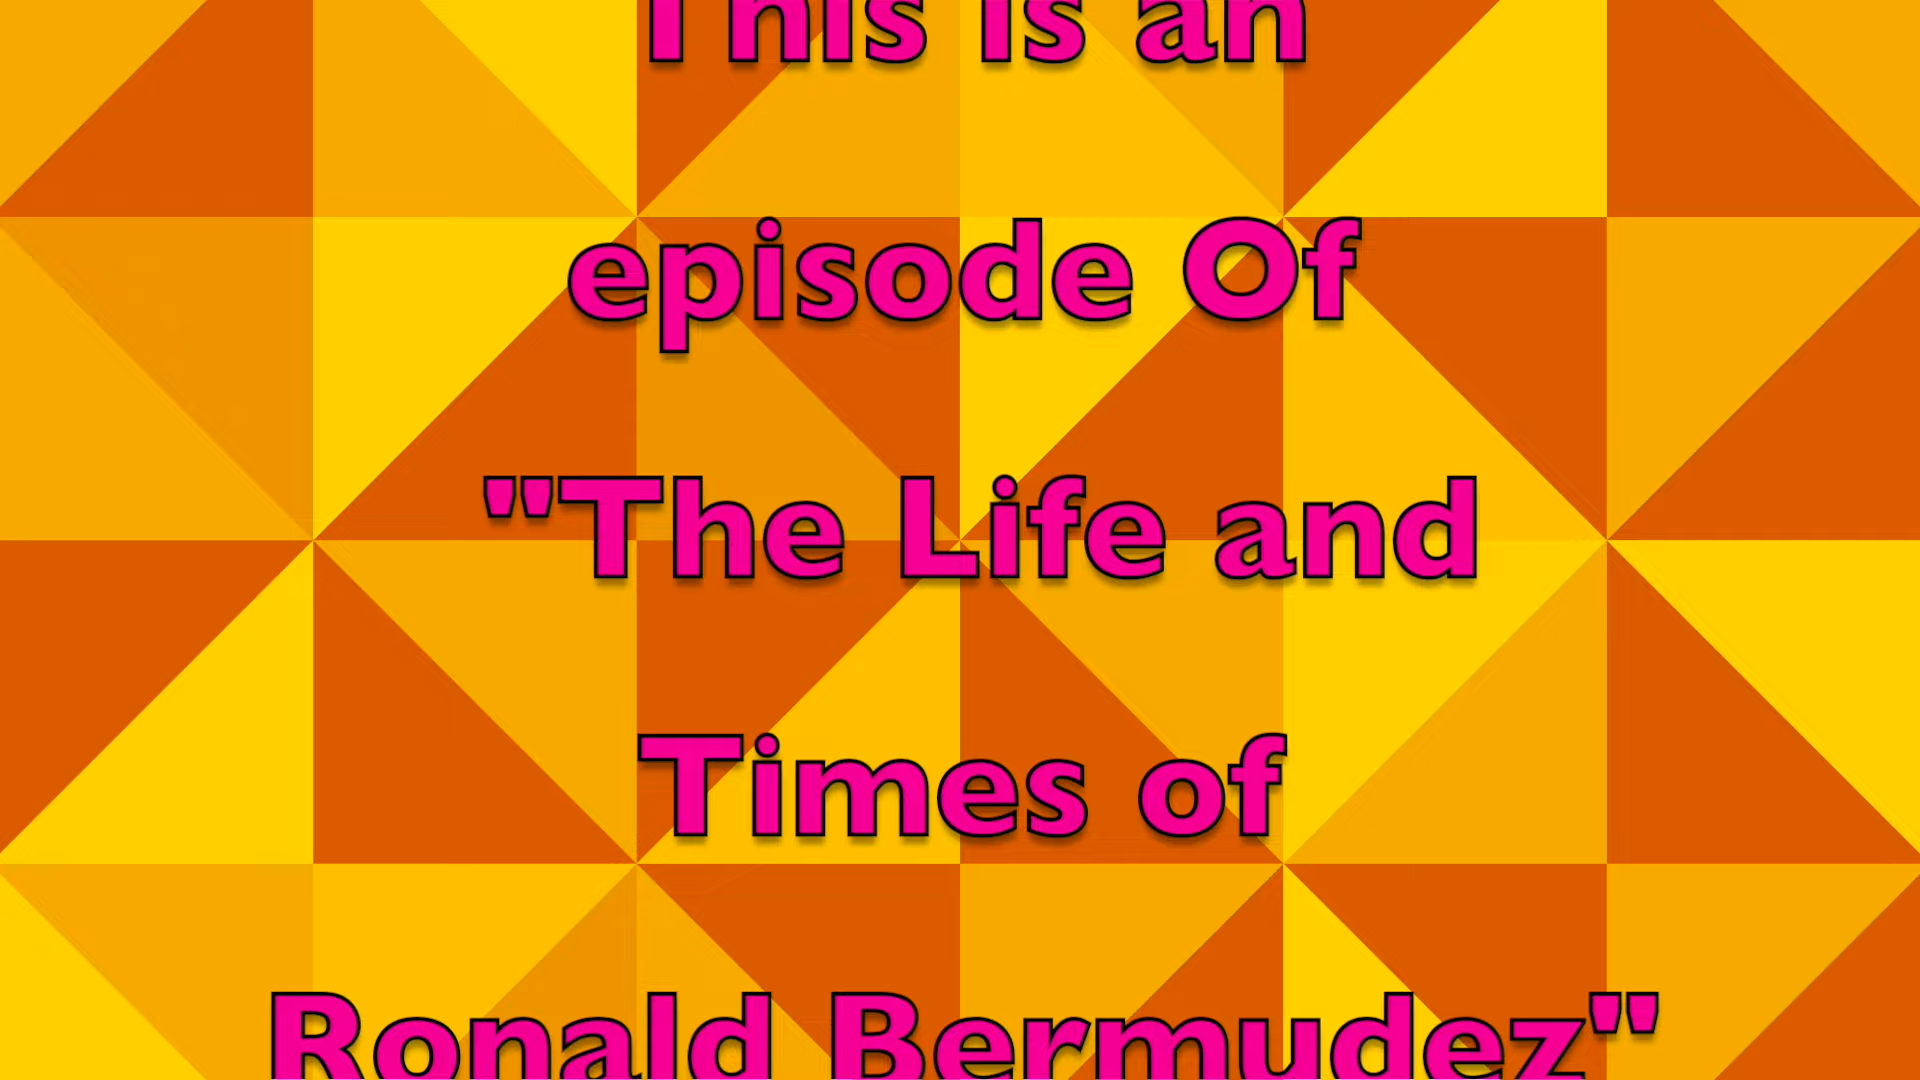 This is an
episode Of
"The Life and
Times of
Ronald Bermudez"